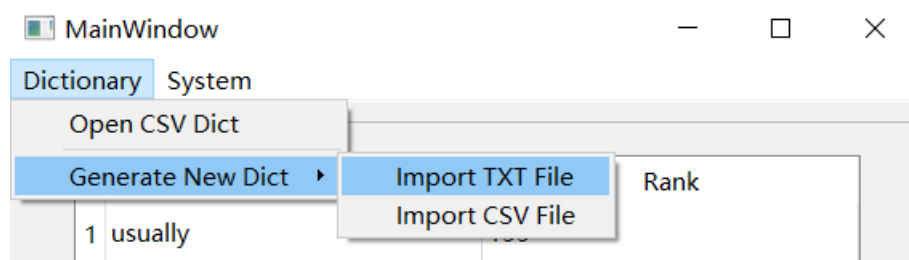 MainWindow
Dictionary System
Open CSV Dict
Generate New Dict
Import TXT File
Import CSV File
Rank
1 usually